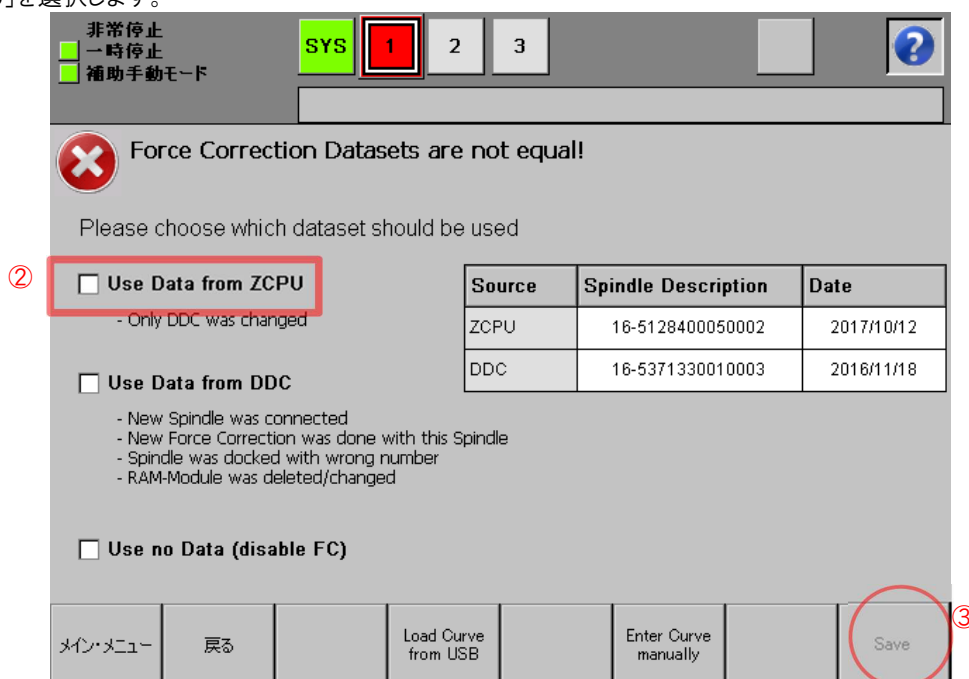 を選択します。
非常停止
一時停止
補助手動モード
SYS 1 2 3
?
Force Correction Datasets are not equal!
Please choose which dataset should be used
② Use Data from ZCPU
- Only DDC was changed
Source Spindle Description Date
ZCPU 16-5128400050002 2017/10/12
DDC 16-5371330010003 2016/11/18
Use Data from DDC
- New Spindle was connected
- New Force Correction was done with this Spindle
- Spindle was docked with wrong number
- RAM-Module was deleted/changed
Use no Data (disable FC)
③
メイン・メニュー
戻る
Load Curve
from USB
Enter Curve
manually
Save